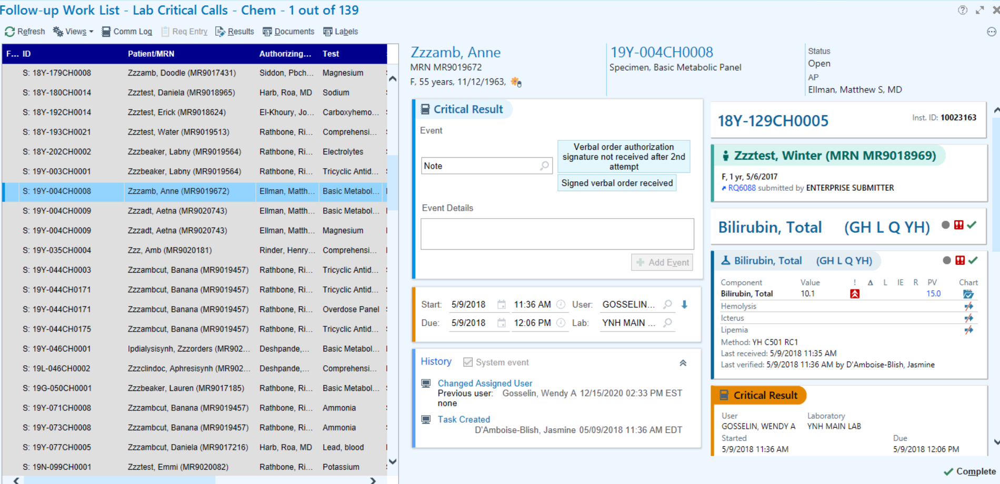 Follow-up Work List - Lab Critical Calls - Chem - 1 out of 139
Refresh Views Comm Log Req Entry Results Documents Labels
F... ID Patient/MRN Authorizing... Test
S: 18Y-179CH0008 Zzzamb, Doodle (MR9017431) Siddon, Pbch... Magnesium
S: 18Y-180CH0014 Zzztest, Daniela (MR9018965) Harb, Roa, MD Sodium
S: 18Y-192CH0014 Zzztest, Erick (MR9018624) El-Khoury, Jo... Carboxyhemo...
S: 18Y-193CH0021 Zzztest, Water (MR9019513) Rathbone, Ri... Comprehensi...
S: 18Y-202CH0002 Zzzbeaker, Labny (MR9019564) Rathbone, Ri... Electrolytes
S: 19Y-003CH0001 Zzzbeaker, Labny (MR9019564) Rathbone, Ri... Tricyclic Antid...
S: 19Y-004CH0008 Zzzamb, Anne (MR9019672) Ellman, Matth... Basic Metabol...
S: 19Y-004CH0009 Zzzadt, Aetna (MR9020743) Ellman, Matth... Basic Metabol...
S: 19Y-004CH0009 Zzzadt, Aetna (MR9020743) Ellman, Matth... Magnesium
S: 19Y-035CH0004 Zzz, Amb (MR9020181) Rinder, Henry... Comprehensi...
S: 19Y-044CH0003 Zzzambcut, Banana (MR9019457) Rathbone, Ri... Tricyclic Antid...
S: 19Y-044CH0171 Zzzambcut, Banana (MR9019457) Rathbone, Ri... Tricyclic Antid...
S: 19Y-044CH0171 Zzzambcut, Banana (MR9019457) Rathbone, Ri... Overdose Panel
S: 19Y-044CH0175 Zzzambcut, Banana (MR9019457) Rathbone, Ri... Tricyclic Antid...
S: 19Y-046CH0001 Ipdialysisynh, Zzzorders (MR902... Deshpande,... Basic Metabol...
S: 19L-046CH0002 Zzzclindoc, Aphresisynh (MR902... Deshpande,... Comprehensi...
S: 19G-050CH0001 Zzzbeaker, Lauren (MR9017185) Rathbone, Ri... Basic Metabol...
S: 19Y-071CH0008 Zzzambcut, Banana (MR9019457) Rathbone, Ri... Ammonia
S: 19Y-073CH0008 Zzzambcut, Banana (MR9019457) Rathbone, Ri... Ammonia
S: 19Y-077CH0005 Zzzambcut, Daniela (MR9017216) Harb, Roa, MD Lead, blood
S: 19N-099CH0001 Zzztest, Emmi (MR9020082) Rathbone, Ri... Potassium
Zzzamb, Anne
MRN MR9019672
F, 55 years, 11/12/1963,
19Y-004CH0008
Specimen, Basic Metabolic Panel
Status
Open
AP
Ellman, Matthew S, MD
Critical Result
Event
Note
Verbal order authorization
signature not received after 2nd
attempt
Signed verbal order received
Event Details
Add Event
Start: 5/9/2018 11:36 AM User: GOSSELIN...
Due: 5/9/2018 12:06 PM Lab: YNH MAIN ...
History System event
Changed Assigned User
Previous user: Gosselin, Wendy A 12/15/2020 02:33 PM EST
none
Task Created
D'Amboise-Blish, Jasmine 05/09/2018 11:36 AM EDT
18Y-129CH0005 Inst. ID: 10023163
Zzztest, Winter (MRN MR9018969)
F, 1 yr, 5/6/2017
RQ6088 submitted by ENTERPRISE SUBMITTER
Bilirubin, Total (GH L Q YH)
Bilirubin, Total (GH L Q YH)
Component Value ! Δ L IE R PV Chart
Bilirubin, Total 10.1 15.0
Hemolysis
Icterus
Lipemia
Method: YH C501 RC1
Last received: 5/9/2018 11:35 AM
Last verified: 5/9/2018 11:36 AM by D'Amboise-Blish, Jasmine
Critical Result
User Laboratory
GOSSELIN, WENDY A YNH MAIN LAB
Started Due
5/9/2018 11:36 AM 5/9/2018 12:06 PM
Complete